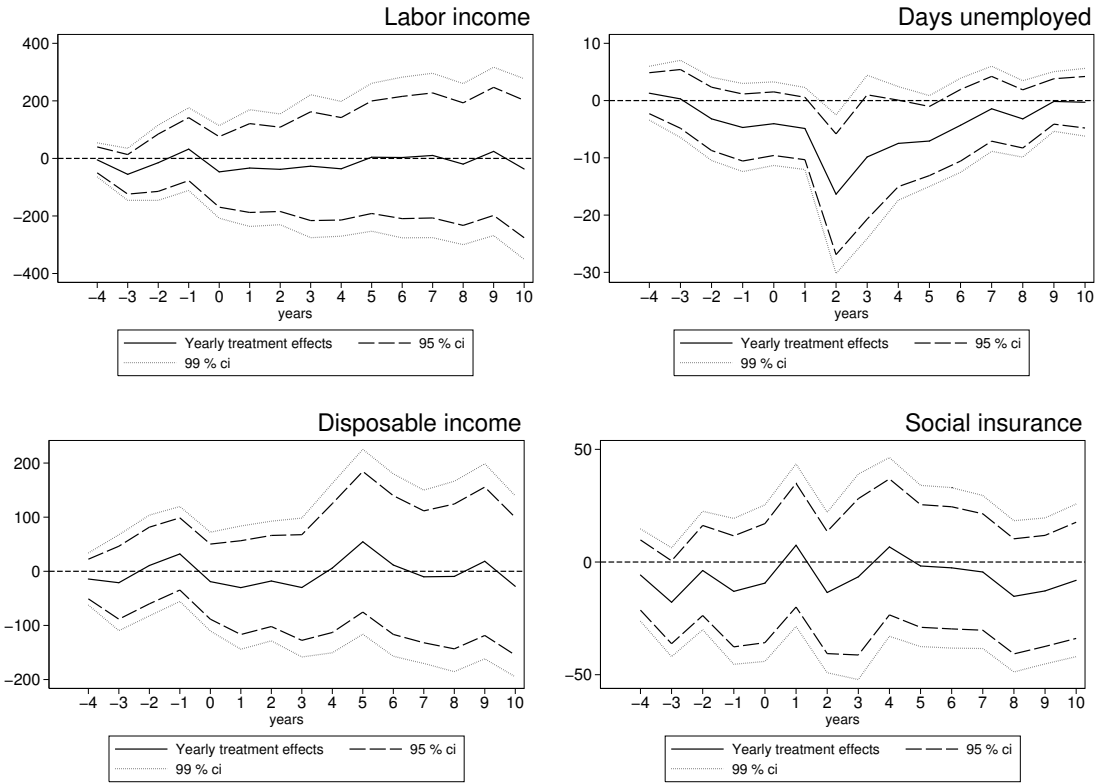 Labor income
400
200
0
−200
−400
−4 −3 −2 −1 0 1 2 3 4 5 6 7 8 9 10
years
Yearly treatment effects 95 % ci
99 % ci
Days unemployed
10
0
−10
−20
−30
−4 −3 −2 −1 0 1 2 3 4 5 6 7 8 9 10
years
Yearly treatment effects 95 % ci
99 % ci
Disposable income
200
100
0
−100
−200
−4 −3 −2 −1 0 1 2 3 4 5 6 7 8 9 10
years
Yearly treatment effects 95 % ci
99 % ci
Social insurance
50
0
−50
−4 −3 −2 −1 0 1 2 3 4 5 6 7 8 9 10
years
Yearly treatment effects 95 % ci
99 % ci